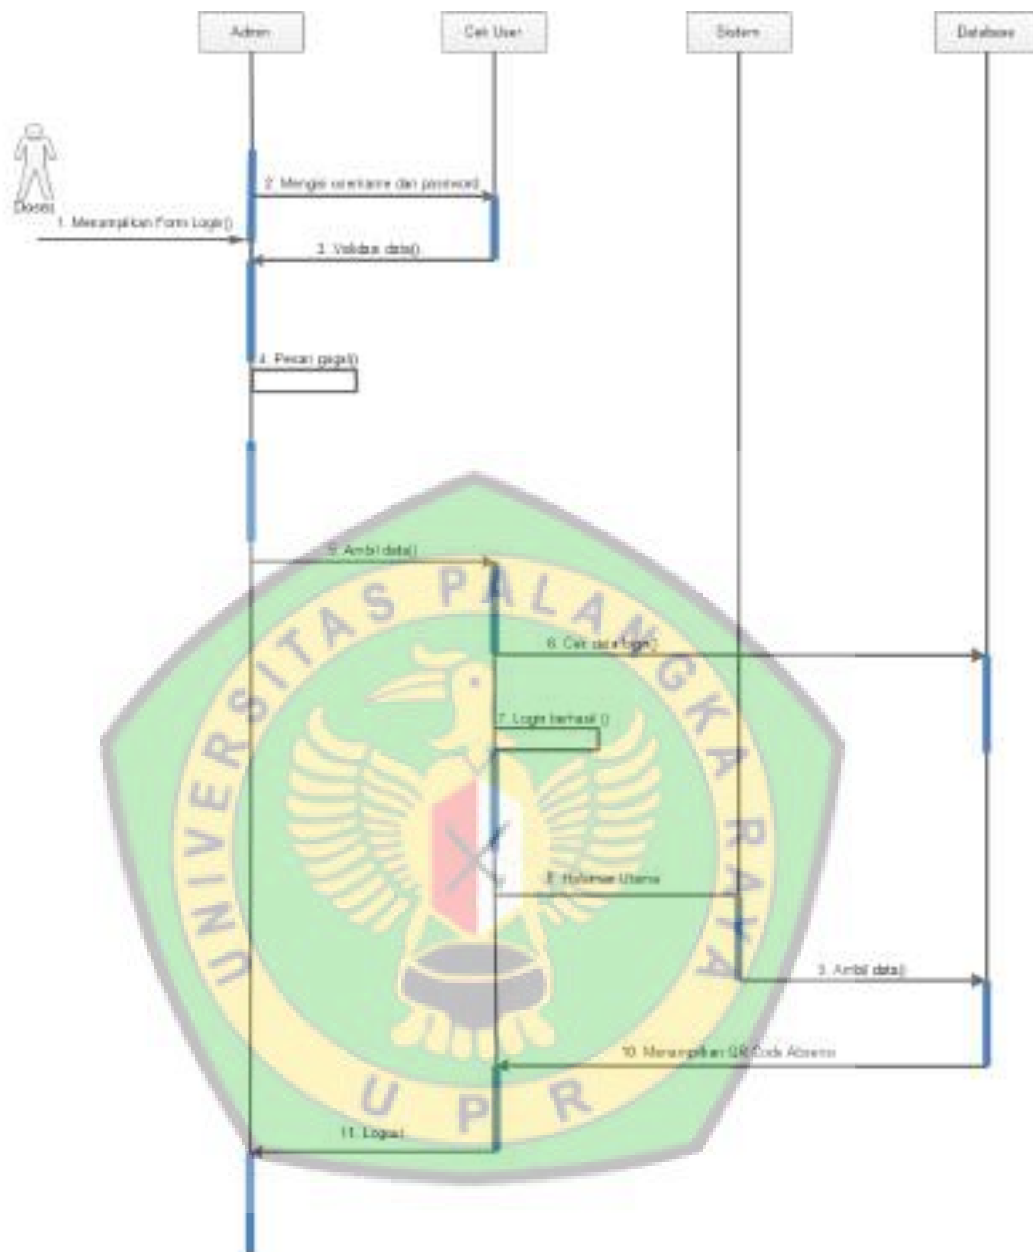 Admin
Cek User
Sistem
Database
Dosen
2. Mengisi username dan password
1. Menampilkan Form Login()
3. Validasi data()
4. Pesan gagal()
5. Ambil data()
UNIVERSITAS PALANGKA RAYA
6. Cek data login()
7. Login berhasil ()
8. Halaman Utama
Ambil data()
10. Menampilkan QR Code Absensi
UPR
11. Logout